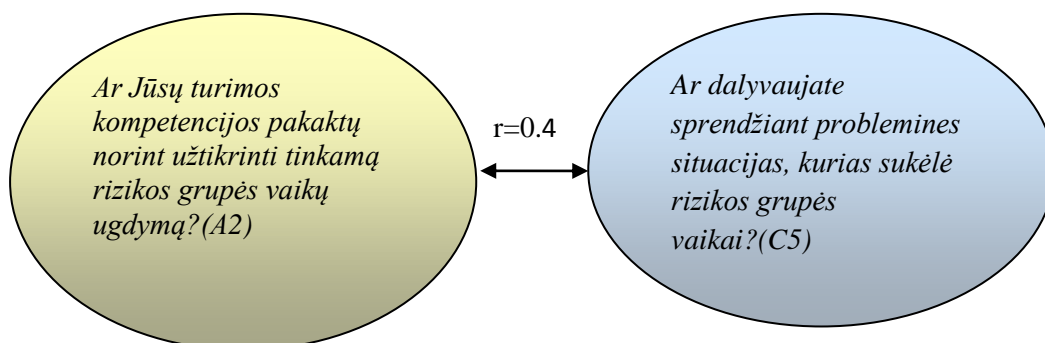 Ar Jūsų turimos
kompetencijos pakaktų
norint užtikrinti tinkamą
rizikos grupės vaikų
ugdymą?(A2)
r=0.4
Ar dalyvaujate
sprendžiant problemines
situacijas, kurias sukėlė
rizikos grupės
vaikai?(C5)